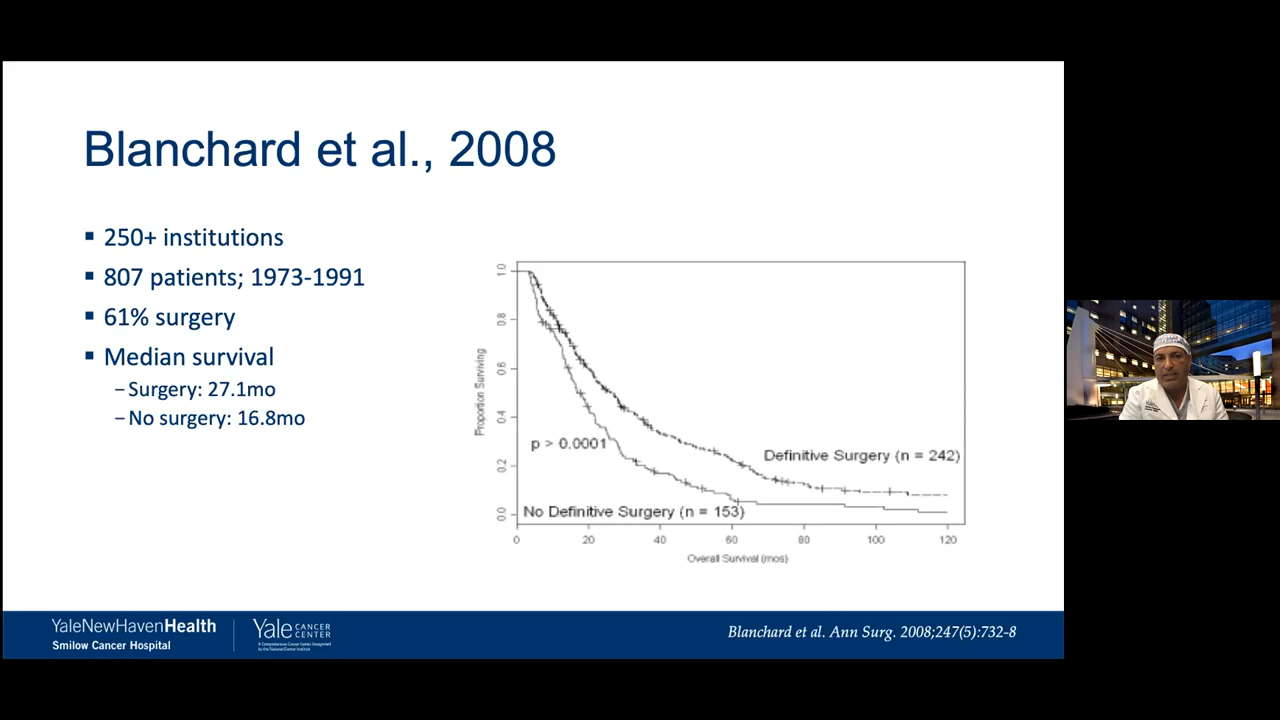 Blanchard et al., 2008
▪ 250+ institutions
▪ 807 patients; 1973-1991
▪ 61% surgery
▪ Median survival
–Surgery: 27.1mo
–No surgery: 16.8mo
Proportion Surviving
1.0
0.8
0.6
0.4
0.2
0.0
p > 0.0001
Definitive Surgery (n = 242)
No Definitive Surgery (n = 153)
0 20 40 60 80 100 120
Overall Survival (mos)
YaleNewHavenHealth
Smilow Cancer Hospital
Yale CANCER CENTER
A Comprehensive Cancer Center Designated
by the National Cancer Institute
Blanchard et al. Ann Surg. 2008;247(5):732-8
Yale